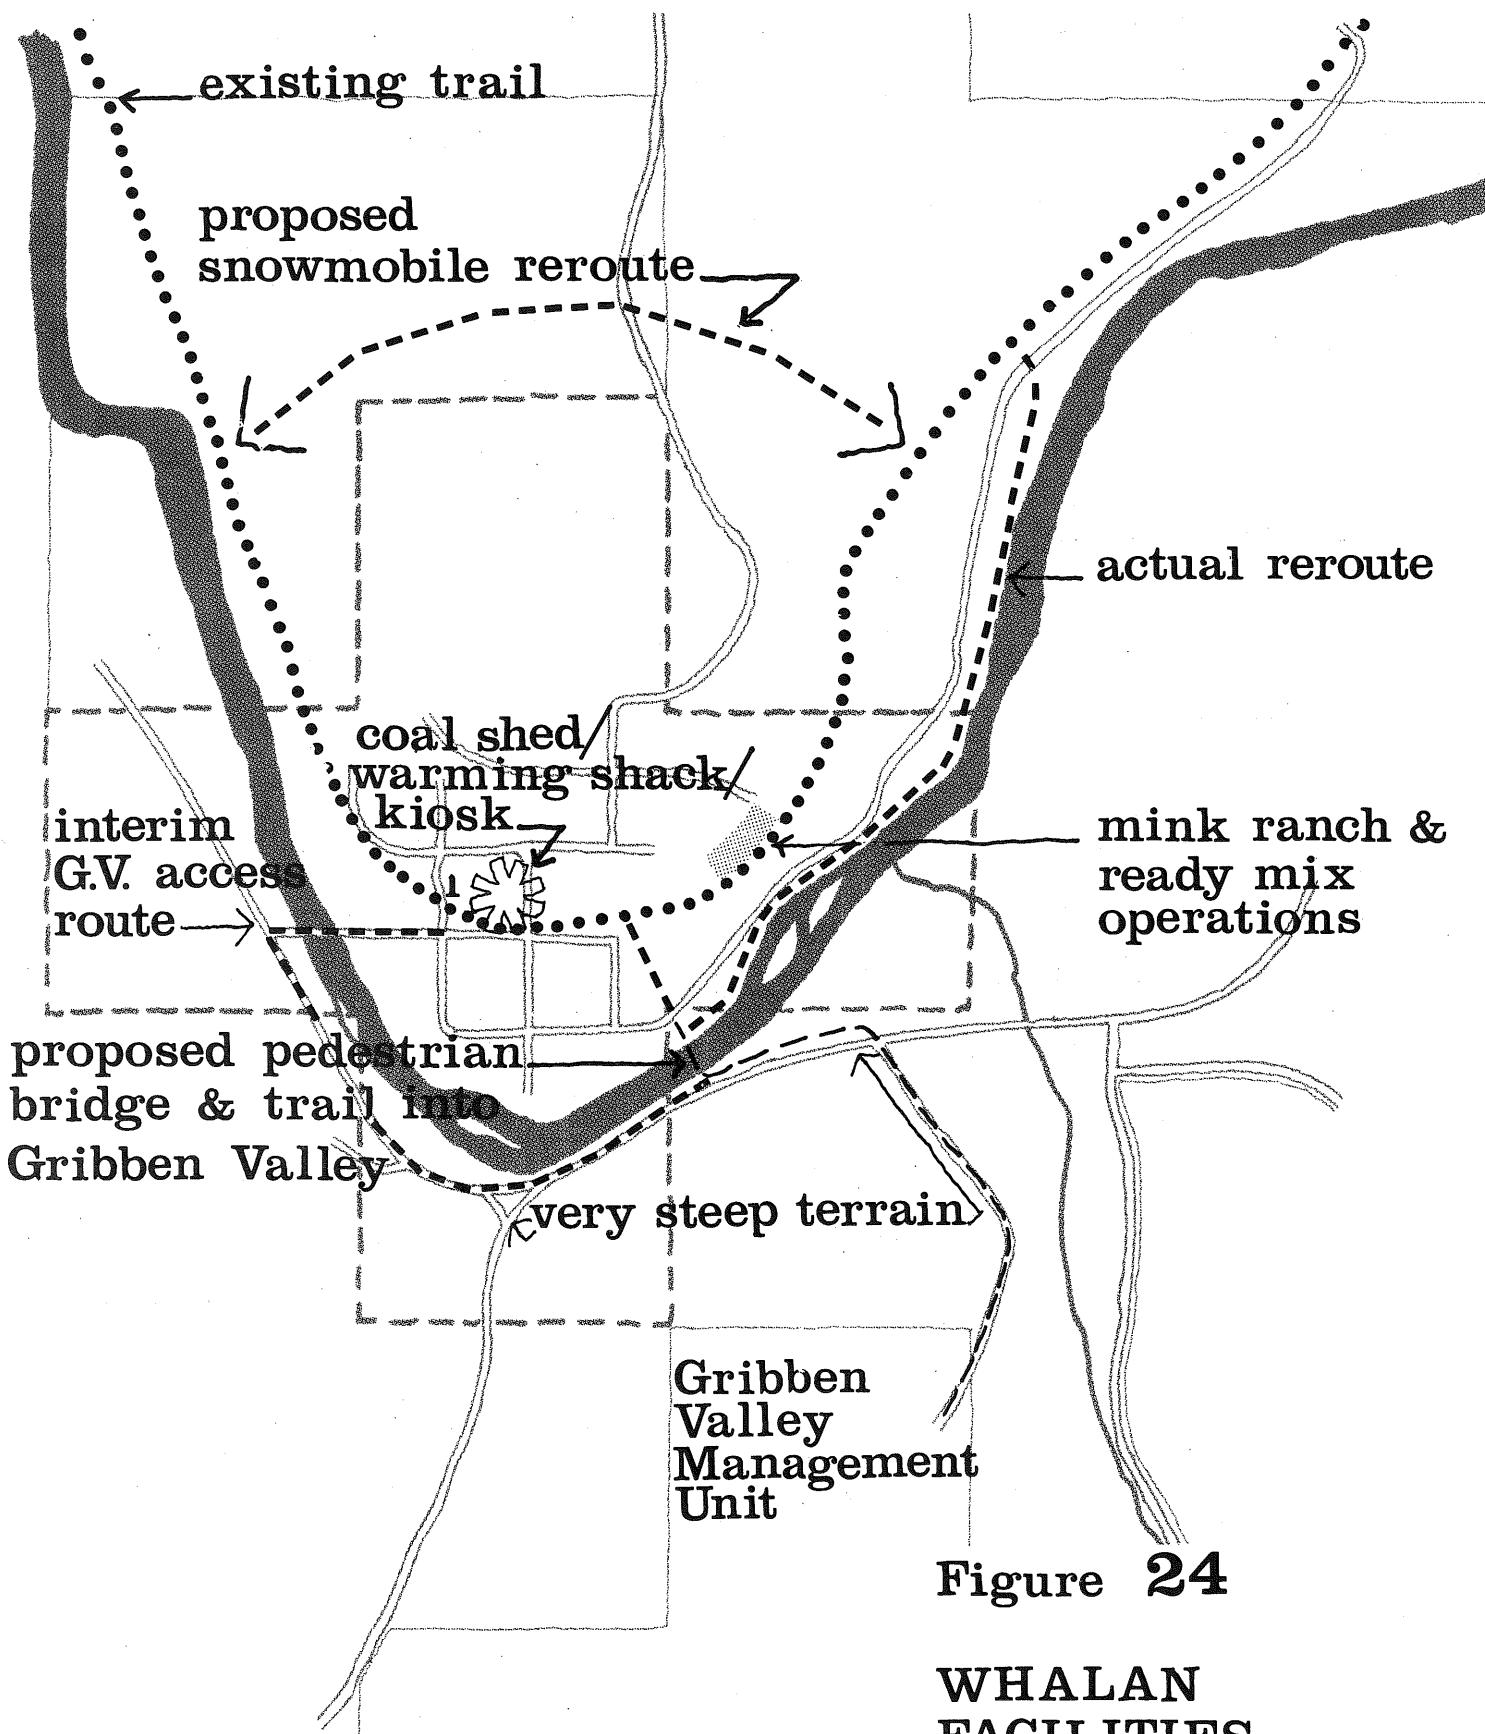 existing trail
proposed
snowmobile reroute
actual reroute
coal shed/
warming shack/
kiosk
interim
G.V. access
route
mink ranch &
ready mix
operations
proposed pedestrian
bridge & trail into
Gribben Valley
very steep terrain
Gribben
Valley
Management
Unit
Figure 24
WHALAN
FACILITIES